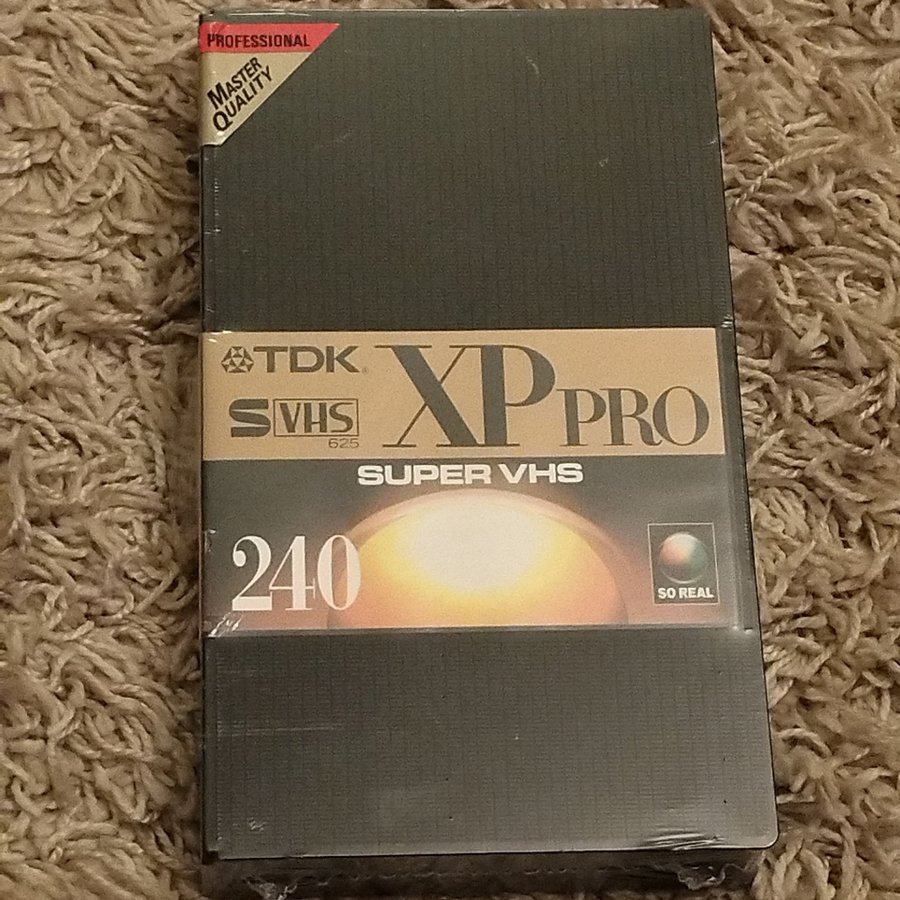 PROFESSIONAL
MASTER
QUALITY
TDK
XP PRO
S VHS
625
SUPER VHS
240
SO REAL